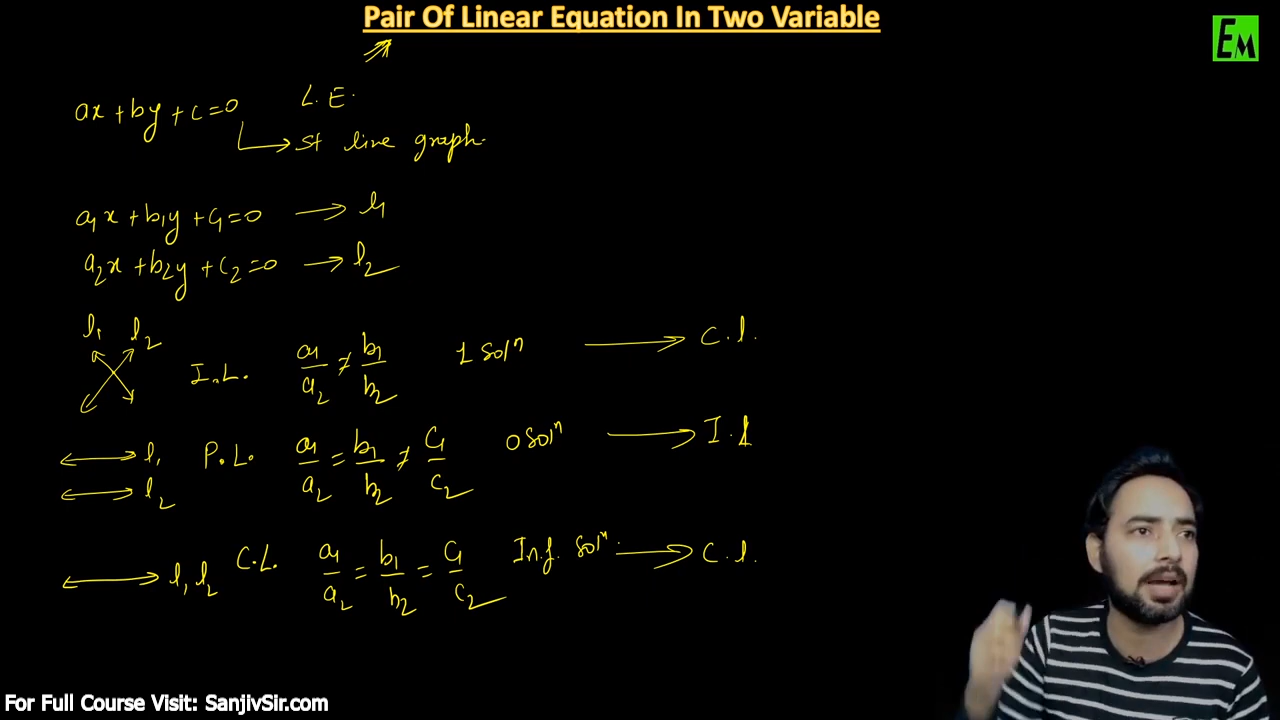 Pair Of Linear Equation In Two Variable
EM
ax + by + c = 0 L.E.
st line graph.
a₁x + b₁y + c₁ = 0 → l₁
a₂x + b₂y + c₂ = 0 → l₂
l₁ l₂
I.L. a₁/a₂ ≠ b₁/b₂ 1 solⁿ → C.l.
l₁ P.L. a₁/a₂ = b₁/b₂ ≠ c₁/c₂ 0 solⁿ → I.l
l₂
l₁, l₂ C.L. a₁/a₂ = b₁/b₂ = c₁/c₂ Inf. solⁿ. → C.l.
For Full Course Visit: SanjivSir.com